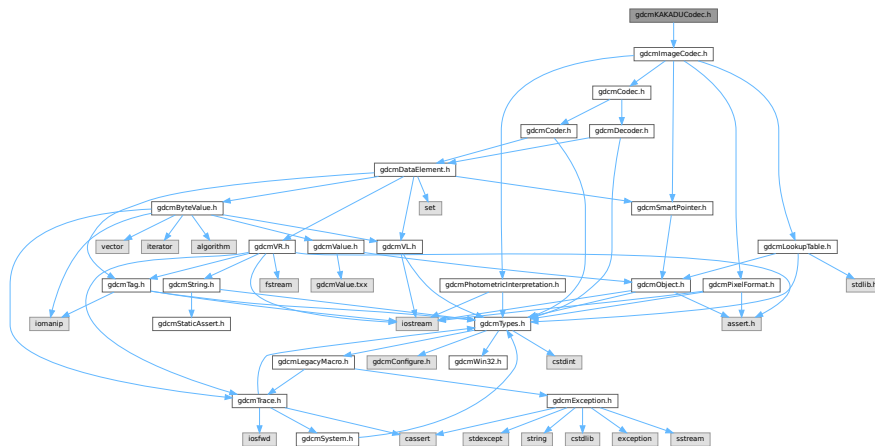 gdcmKAKADUCodec.h
gdcmImageCodec.h
gdcmCodec.h
gdcmCoder.h
gdcmDecoder.h
gdcmDataElement.h
gdcmByteValue.h
set
gdcmSmartPointer.h
vector
iterator
algorithm
gdcmVR.h
gdcmValue.h
gdcmVL.h
gdcmLookupTable.h
gdcmTag.h
gdcmString.h
fstream
gdcmValue.txx
gdcmPhotometricInterpretation.h
gdcmObject.h
gdcmPixelFormat.h
stdlib.h
iomanip
gdcmStaticAssert.h
iostream
gdcmTypes.h
assert.h
gdcmLegacyMacro.h
gdcmConfigure.h
gdcmWin32.h
cstdint
gdcmTrace.h
gdcmException.h
iosfwd
gdcmSystem.h
cassert
stdexcept
string
cstdlib
exception
sstream